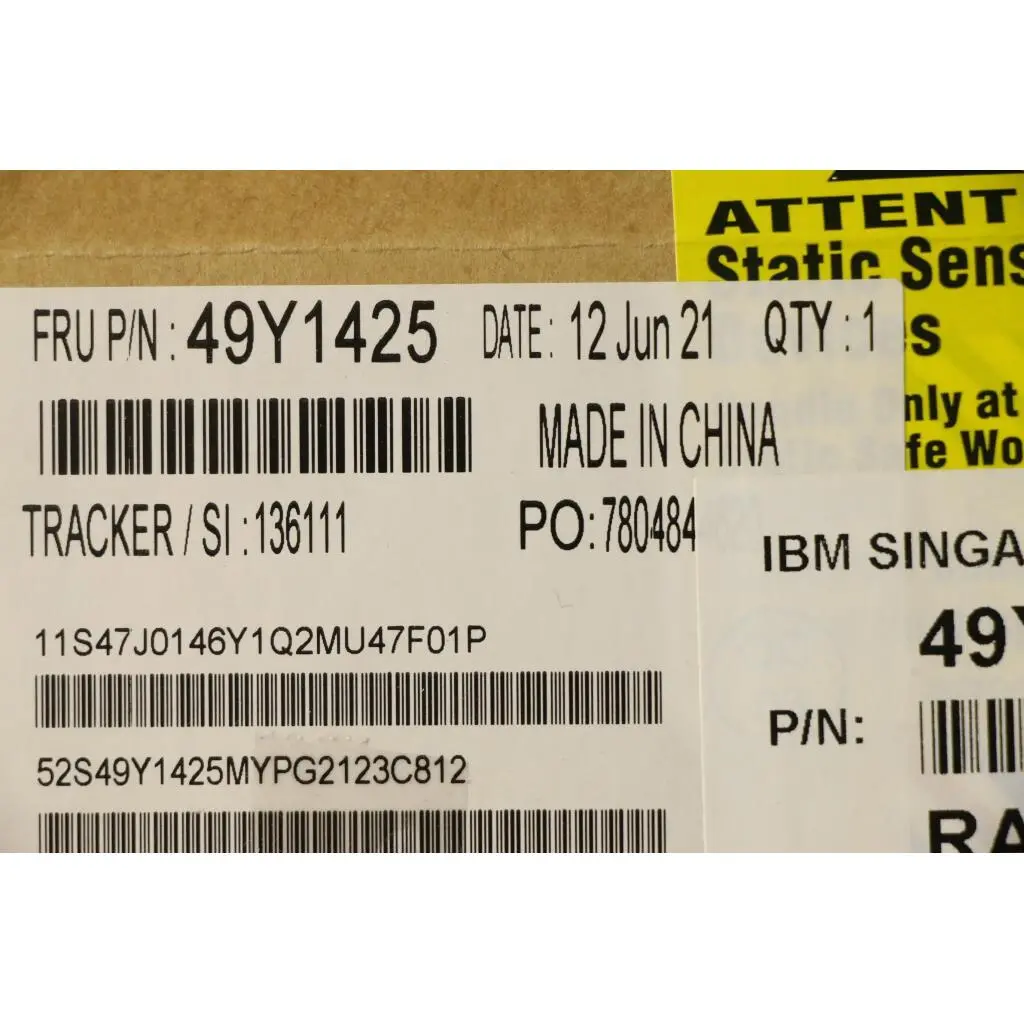 ATTENT
Static Sens
s
nly at
fe Wo
FRU P/N : 49Y1425 DATE : 12 Jun 21 QTY : 1
MADE IN CHINA
TRACKER / SI : 136111 PO: 780484
11S47J0146Y1Q2MU47F01P
52S49Y1425MYPG2123C812
IBM SINGA
49Y
P/N:
RA